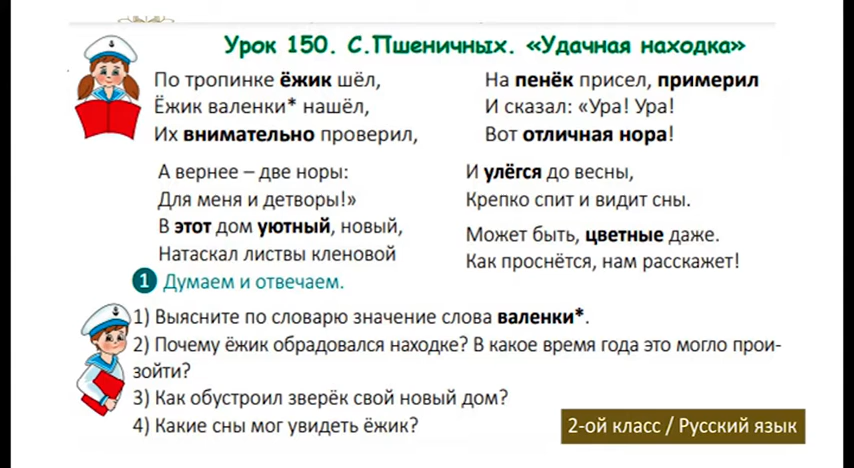 Урок 150. С.Пшеничных. «Удачная находка»
По тропинке ёжик шёл,
Ёжик валенки* нашёл,
Их внимательно проверил,
На пенёк присел, примерил
И сказал: «Ура! Ура!
Вот отличная нора!
А вернее – две норы:
Для меня и детворы!»
В этот дом уютный, новый,
Натаскал листвы кленовой
И улёгся до весны,
Крепко спит и видит сны.
Может быть, цветные даже.
Как проснётся, нам расскажет!
1 Думаем и отвечаем.
1) Выясните по словарю значение слова валенки*.
2) Почему ёжик обрадовался находке? В какое время года это могло прои-
зойти?
3) Как обустроил зверёк свой новый дом?
4) Какие сны мог увидеть ёжик?
2-ой класс / Русский язык